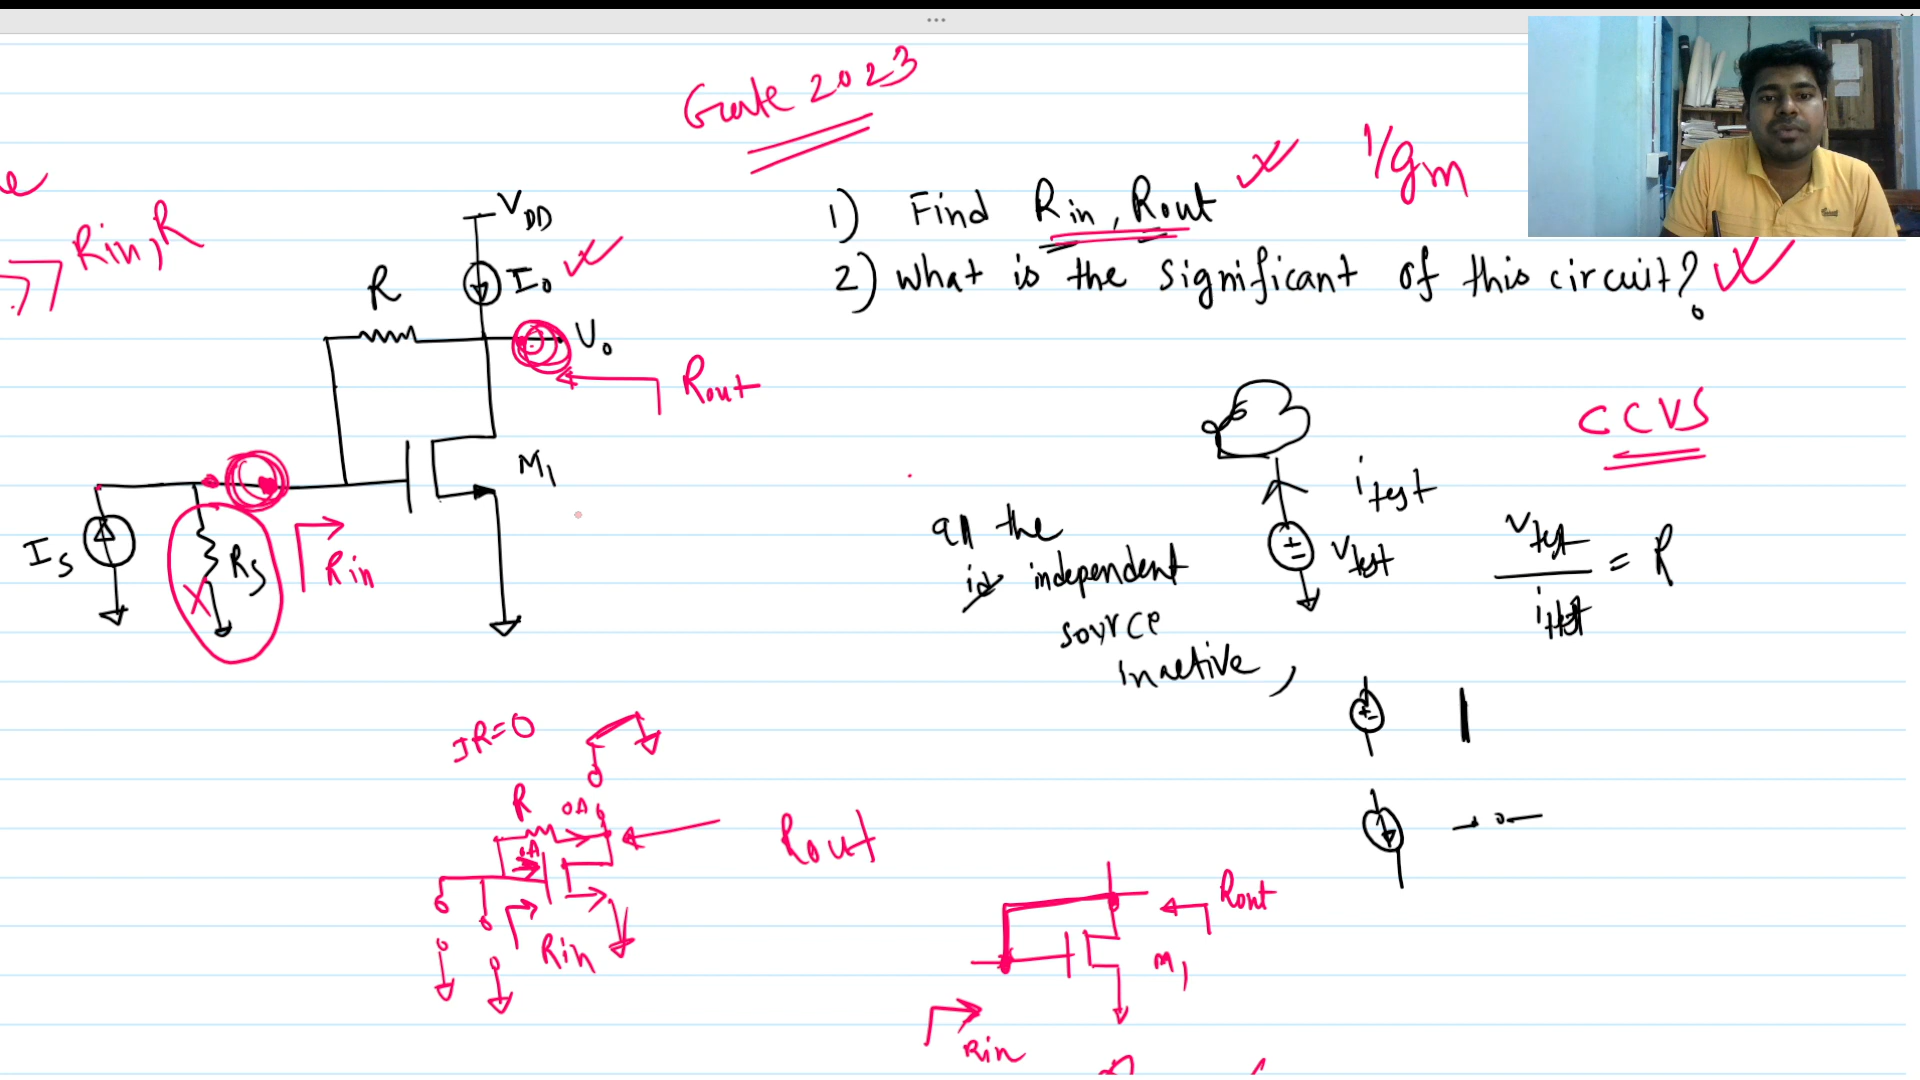 Gate 2023
1/gm
Rin, R
VDD
I0
R
V0
Rout
M1
IS
RS
Rin
1) Find Rin, Rout
2) What is the significant of this circuit?
CCVS
itest
Vtest
Vtest
itest
= R
all the
independent
source
inactive,
IR=0
R
0A
0A
Rin
Rout
Rout
M1
Rin